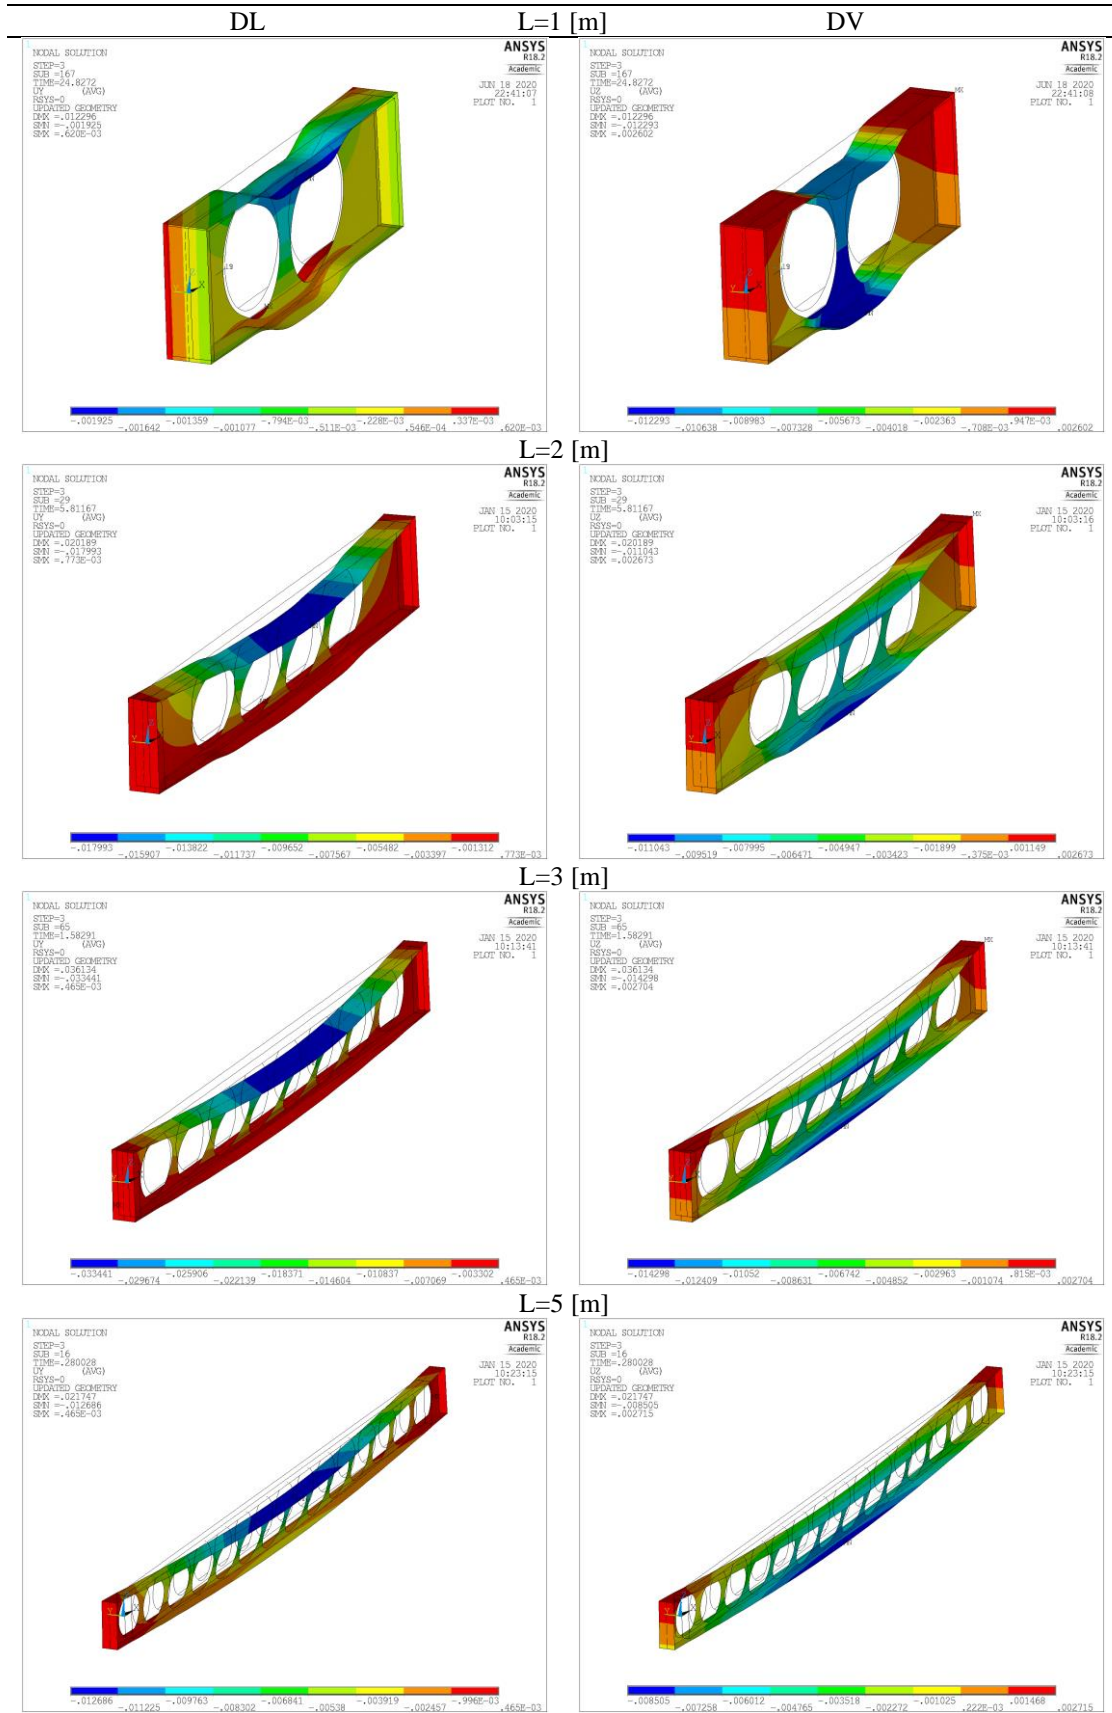 DL L=1 [m] DV
1
NODAL SOLUTION
STEP=3
SUB =167
TIME=24.8272
UY (AVG)
RSYS=0
UPDATED GEOMETRY
DMX =.012296
SMN =-.001925
SMX =.620E-03
ANSYS
R18.2
Academic
JUN 18 2020
22:41:07
PLOT NO. 1
19
Z
Y X
-.001925 -.001359 -.794E-03 -.228E-03 .337E-03
-.001642 -.001077 -.511E-03 .546E-04 .620E-03
1
NODAL SOLUTION
STEP=3
SUB =167
TIME=24.8272
UZ (AVG)
RSYS=0
UPDATED GEOMETRY
DMX =.012296
SMN =-.012293
SMX =.002602
ANSYS
R18.2
Academic
JUN 18 2020
22:41:08
PLOT NO. 1
MX
19
Z
Y X
-.012293 -.008983 -.005673 -.002363 .947E-03
-.010638 -.007328 -.004018 -.708E-03 .002602
L=2 [m]
1
NODAL SOLUTION
STEP=3
SUB =29
TIME=5.81167
UY (AVG)
RSYS=0
UPDATED GEOMETRY
DMX =.020189
SMN =-.017993
SMX =.773E-03
ANSYS
R18.2
Academic
JAN 15 2020
10:03:15
PLOT NO. 1
Z
Y X
-.017993 -.013822 -.009652 -.005482 -.001312
-.015907 -.011737 -.007567 -.003397 .773E-03
1
NODAL SOLUTION
STEP=3
SUB =29
TIME=5.81167
UZ (AVG)
RSYS=0
UPDATED GEOMETRY
DMX =.020189
SMN =-.011043
SMX =.002673
ANSYS
R18.2
Academic
JAN 15 2020
10:03:16
PLOT NO. 1
MX
Z
Y X
-.011043 -.007995 -.004947 -.001899 .001149
-.009519 -.006471 -.003423 -.375E-03 .002673
L=3 [m]
1
NODAL SOLUTION
STEP=3
SUB =65
TIME=1.58291
UY (AVG)
RSYS=0
UPDATED GEOMETRY
DMX =.036134
SMN =-.033441
SMX =.465E-03
ANSYS
R18.2
Academic
JAN 15 2020
10:13:41
PLOT NO. 1
Z
Y X
-.033441 -.025906 -.018371 -.010837 -.003302
-.029674 -.022139 -.014604 -.007069 .465E-03
1
NODAL SOLUTION
STEP=3
SUB =65
TIME=1.58291
UZ (AVG)
RSYS=0
UPDATED GEOMETRY
DMX =.036134
SMN =-.014298
SMX =.002704
ANSYS
R18.2
Academic
JAN 15 2020
10:13:41
PLOT NO. 1
MX
Z
Y X
-.014298 -.01052 -.006742 -.002963 .815E-03
-.012409 -.008631 -.004852 -.001074 .002704
L=5 [m]
1
NODAL SOLUTION
STEP=3
SUB =16
TIME=.280028
UY (AVG)
RSYS=0
UPDATED GEOMETRY
DMX =.021747
SMN =-.012686
SMX =.465E-03
ANSYS
R18.2
Academic
JAN 15 2020
10:23:15
PLOT NO. 1
Z
Y X
-.012686 -.009763 -.006841 -.003919 -.996E-03
-.011225 -.008302 -.00538 -.002457 .465E-03
1
NODAL SOLUTION
STEP=3
SUB =16
TIME=.280028
UZ (AVG)
RSYS=0
UPDATED GEOMETRY
DMX =.021747
SMN =-.008505
SMX =.002715
ANSYS
R18.2
Academic
JAN 15 2020
10:23:15
PLOT NO. 1
Z
Y X
-.008505 -.006012 -.003518 -.001025 .001468
-.007258 -.004765 -.002272 .222E-03 .002715